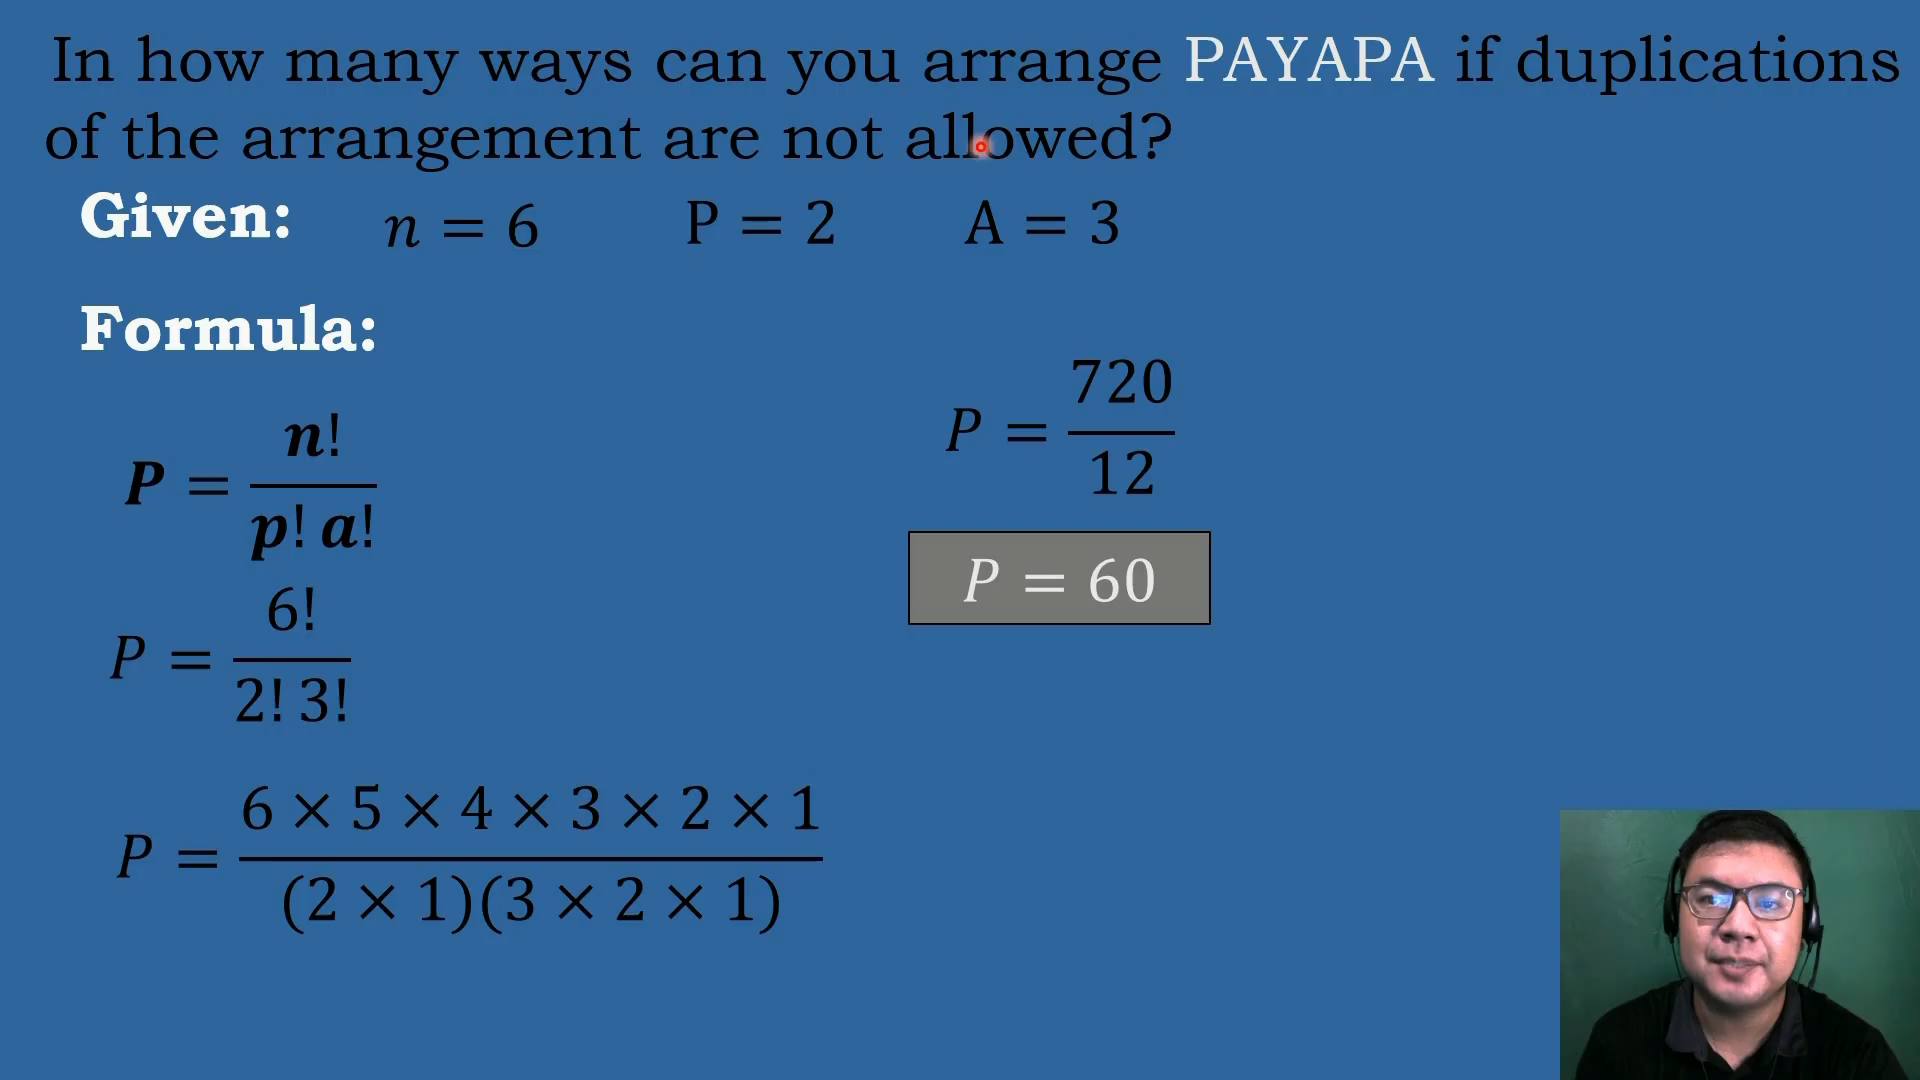 In how many ways can you arrange PAYAPA if duplications
of the arrangement are not allowed?
Given: n = 6 P = 2 A = 3
Formula:
P = n! / p! a!
P = 6! / 2! 3!
P = 6 × 5 × 4 × 3 × 2 × 1 / (2 × 1)(3 × 2 × 1)
P = 720 / 12
P = 60